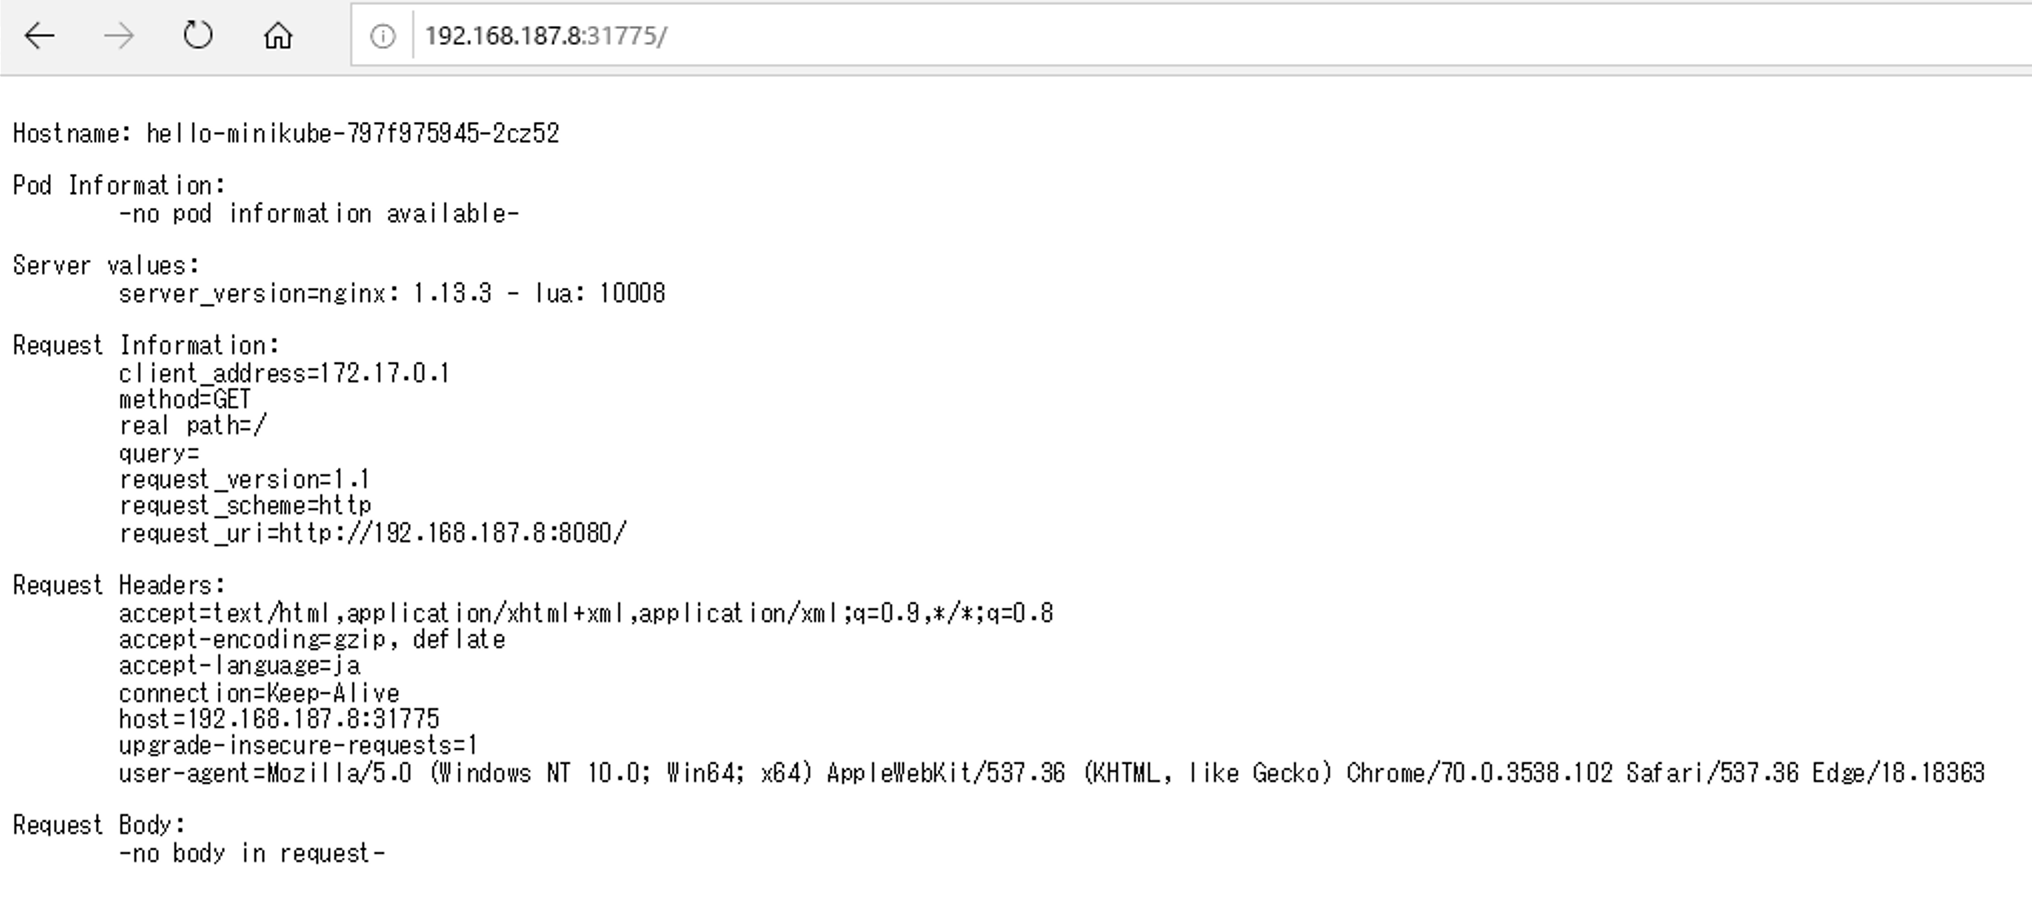 192.168.187.8:31775/
Hostname: hello-minikube-797f975945-2cz52
Pod Information:
-no pod information available-
Server values:
server_version=nginx: 1.13.3 - lua: 10008
Request Information:
client_address=172.17.0.1
method=GET
real path=/
query=
request_version=1.1
request_scheme=http
request_uri=http://192.168.187.8:8080/
Request Headers:
accept=text/html,application/xhtml+xml,application/xml;q=0.9,*/*;q=0.8
accept-encoding=gzip, deflate
accept-language=ja
connection=Keep-Alive
host=192.168.187.8:31775
upgrade-insecure-requests=1
user-agent=Mozilla/5.0 (Windows NT 10.0; Win64; x64) AppleWebKit/537.36 (KHTML, like Gecko) Chrome/70.0.3538.102 Safari/537.36 Edge/18.18363
Request Body:
-no body in request-